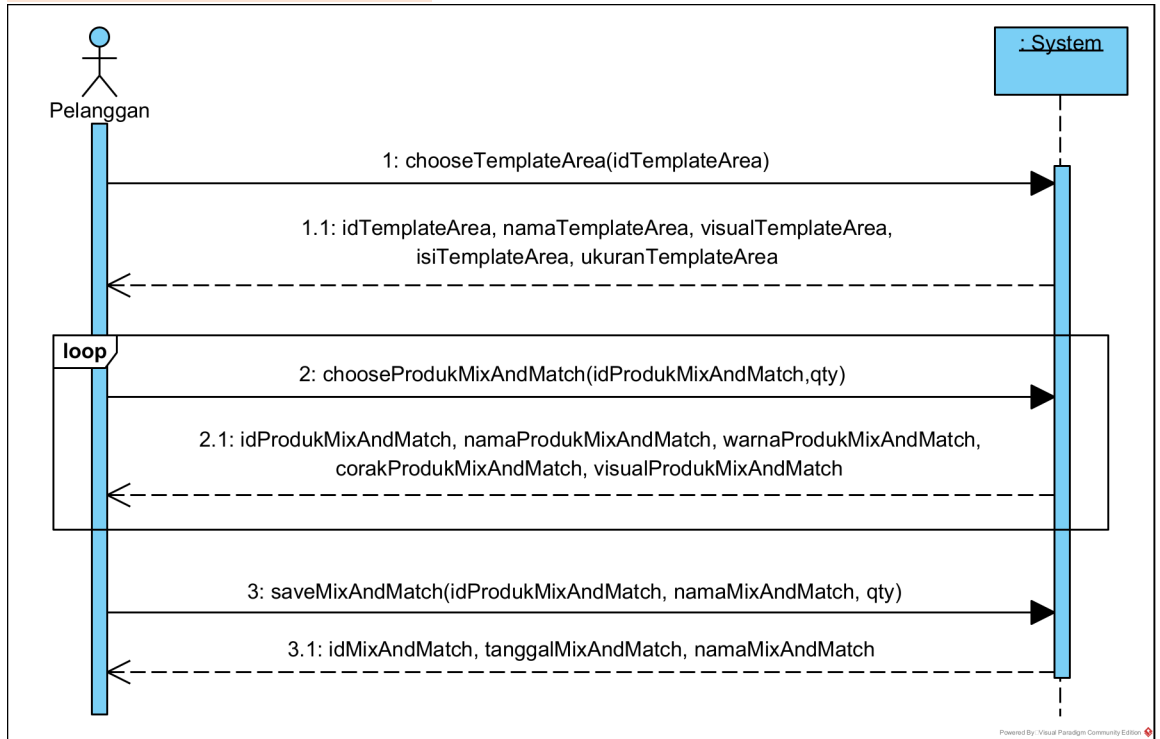 : System
Pelanggan
1: chooseTemplateArea(idTemplateArea)
1.1: idTemplateArea, namaTemplateArea, visualTemplateArea,
isiTemplateArea, ukuranTemplateArea
loop
2: chooseProdukMixAndMatch(idProdukMixAndMatch,qty)
2.1: idProdukMixAndMatch, namaProdukMixAndMatch, warnaProdukMixAndMatch,
corakProdukMixAndMatch, visualProdukMixAndMatch
3: saveMixAndMatch(idProdukMixAndMatch, namaMixAndMatch, qty)
3.1: idMixAndMatch, tanggalMixAndMatch, namaMixAndMatch
Powered By Visual Paradigm Community Edition